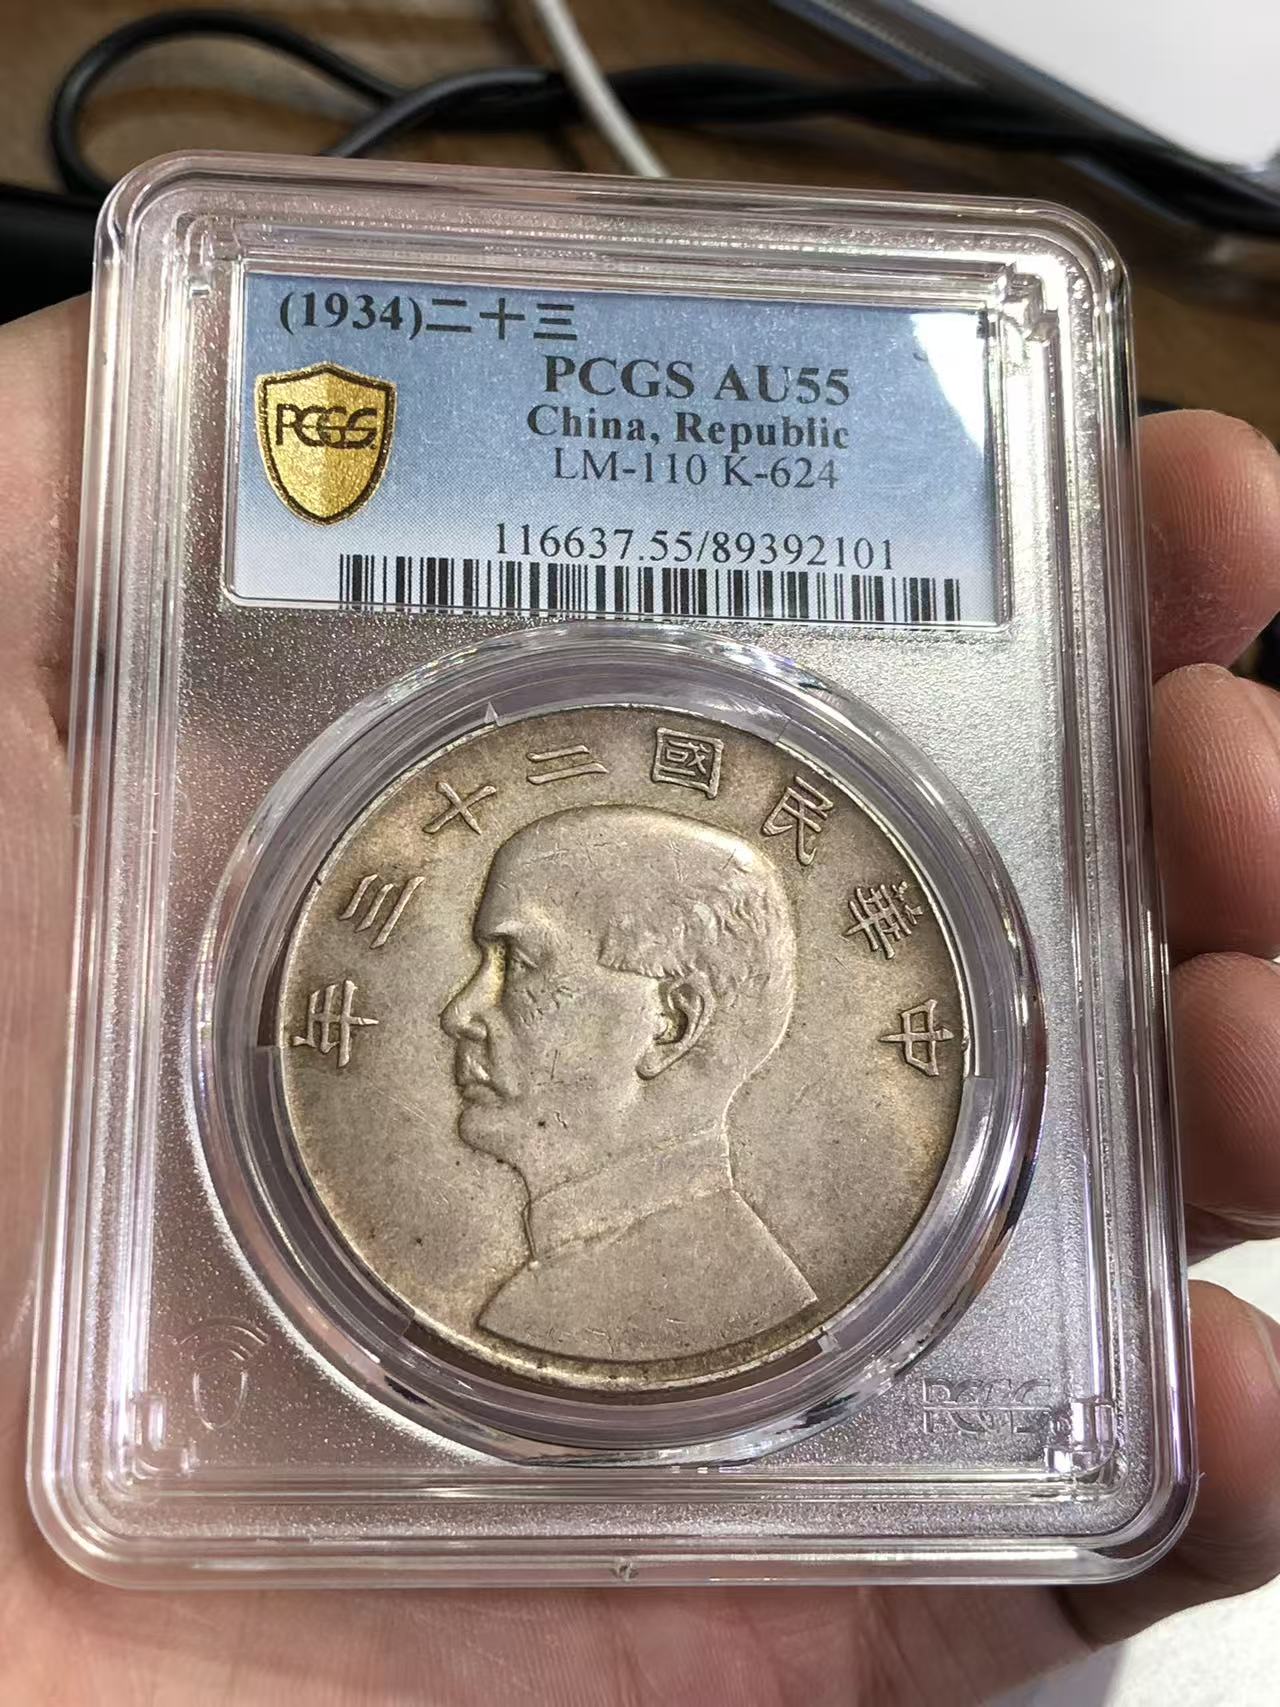 (1934)二十三
PCGS AU55
China, Republic
LM-110 K-624
116637.55/89392101
PCGS
年三十二國民華中
PCGS